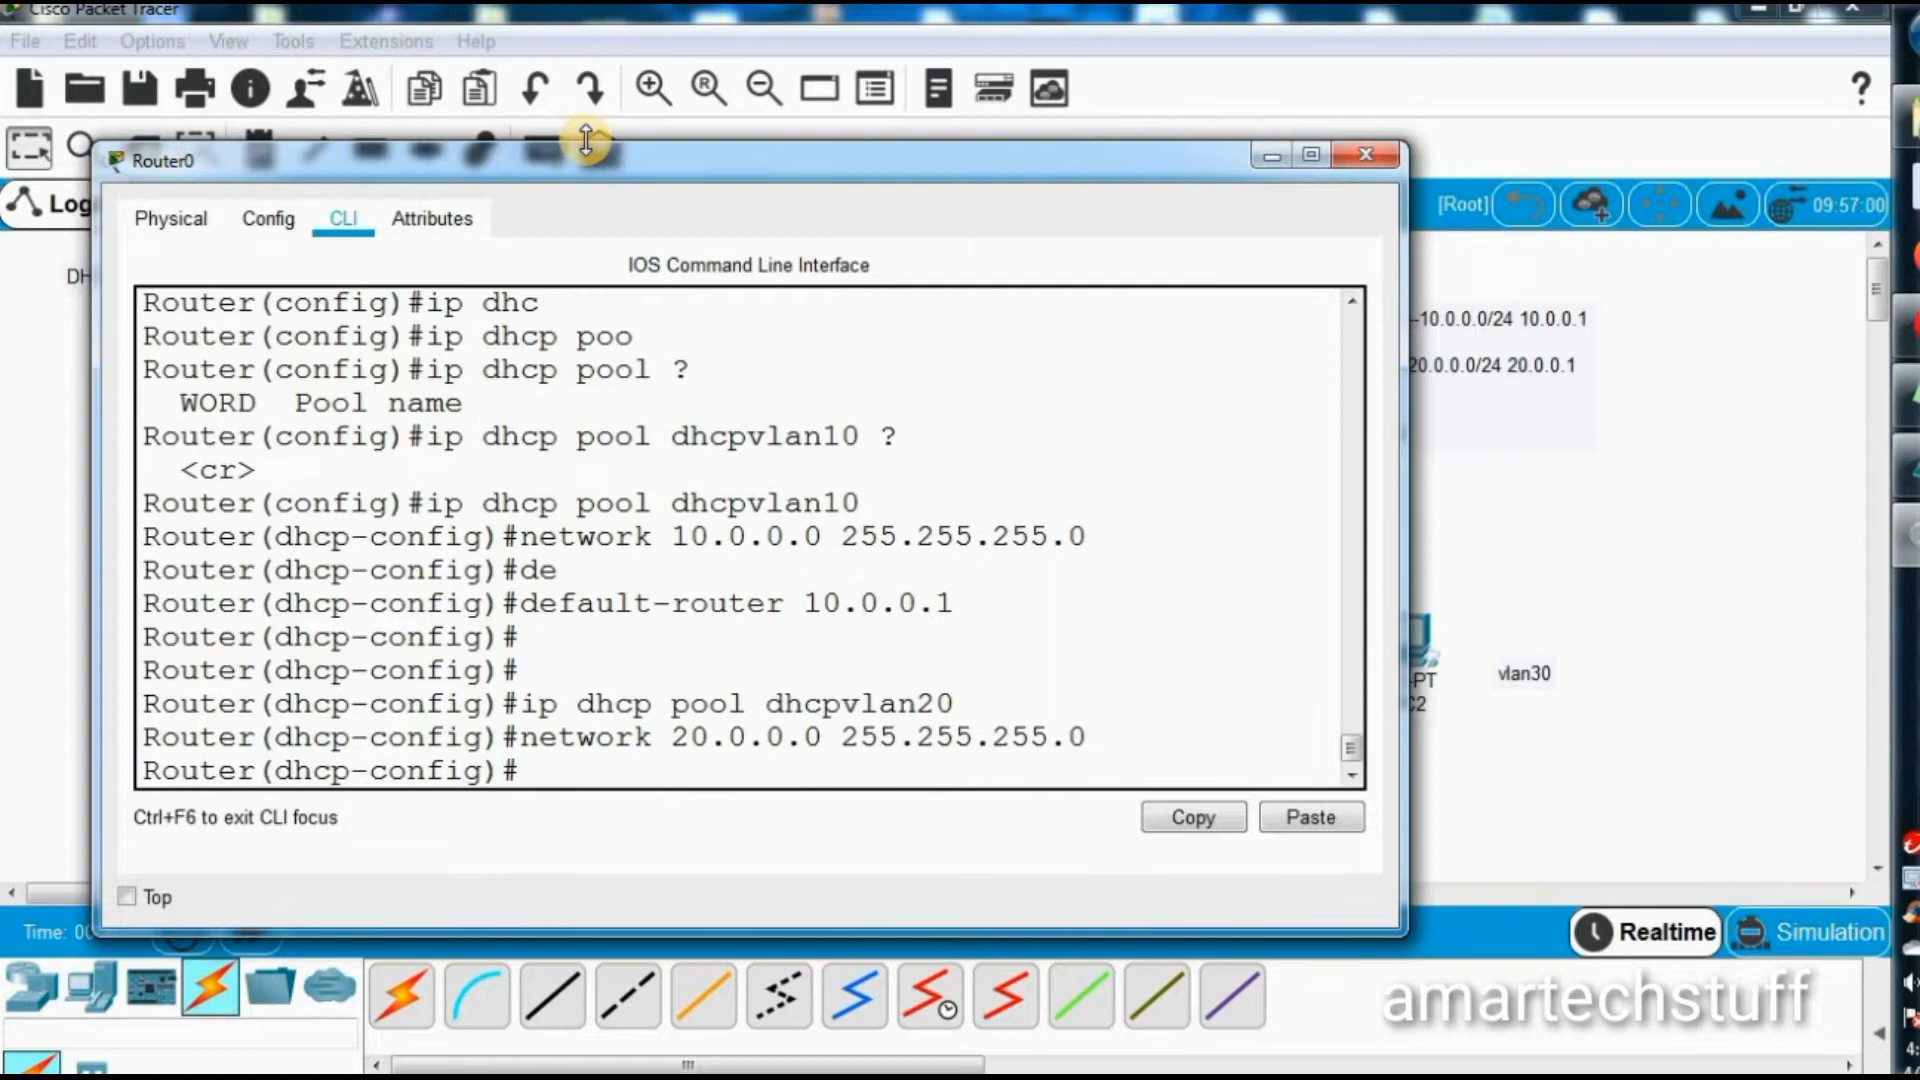 Cisco Packet Tracer
File Edit Options View Tools Extensions Help
Router0
Log
[Root]
09:57:00
Physical Config CLI Attributes
DH
IOS Command Line Interface
Router(config)#ip dhc
Router(config)#ip dhcp poo
Router(config)#ip dhcp pool ?
WORD Pool name
Router(config)#ip dhcp pool dhcpvlan10 ?
<cr>
Router(config)#ip dhcp pool dhcpvlan10
Router(dhcp-config)#network 10.0.0.0 255.255.255.0
Router(dhcp-config)#de
Router(dhcp-config)#default-router 10.0.0.1
Router(dhcp-config)#
Router(dhcp-config)#
Router(dhcp-config)#ip dhcp pool dhcpvlan20
Router(dhcp-config)#network 20.0.0.0 255.255.255.0
Router(dhcp-config)#
-10.0.0.0/24 10.0.0.1
20.0.0.0/24 20.0.0.1
-PT
C2
vlan30
Ctrl+F6 to exit CLI focus
Copy Paste
Top
Time: 00
Realtime Simulation
amartechstuff